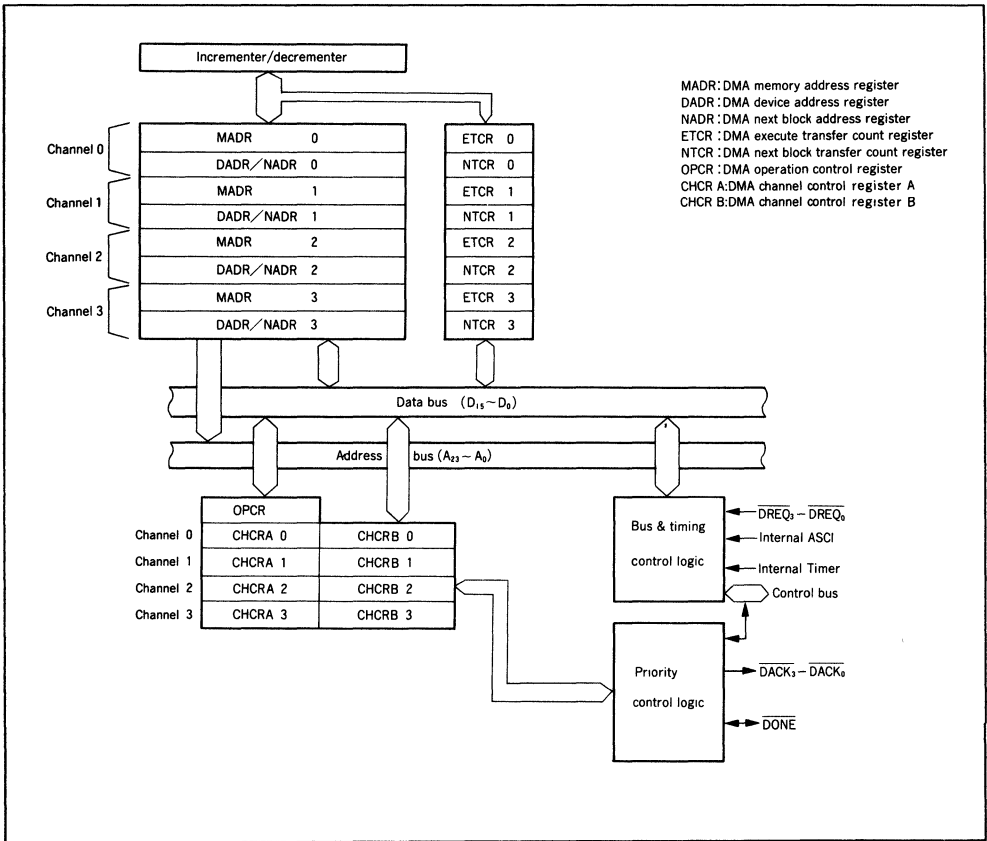 Incrementer/decrementer
MADR : DMA memory address register
DADR : DMA device address register
NADR : DMA next block address register
ETCR : DMA execute transfer count register
NTCR : DMA next block transfer count register
OPCR : DMA operation control register
CHCR A:DMA channel control register A
CHCR B:DMA channel control register B
Channel 0
MADR 0
ETCR 0
DADR/NADR 0
NTCR 0
Channel 1
MADR 1
ETCR 1
DADR/NADR 1
NTCR 1
Channel 2
MADR 2
ETCR 2
DADR/NADR 2
NTCR 2
Channel 3
MADR 3
ETCR 3
DADR/NADR 3
NTCR 3
Data bus (D₁₅~D₀)
Address bus (A₂₃~A₀)
OPCR
Channel 0 CHCRA 0 CHCRB 0
Channel 1 CHCRA 1 CHCRB 1
Channel 2 CHCRA 2 CHCRB 2
Channel 3 CHCRA 3 CHCRB 3
Bus & timing
control logic
DREQ₃–DREQ₀
Internal ASCI
Internal Timer
Control bus
Priority
control logic
DACK₃–DACK₀
DONE